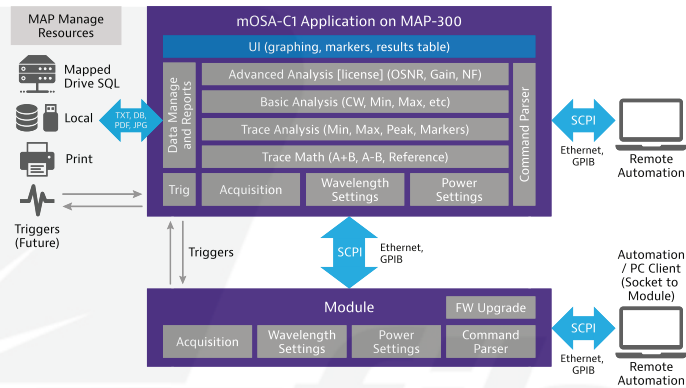 MAP Manage
Resources
Mapped
Drive SQL
Local
Print
Triggers
(Future)
TXT, DB,
PDF, JPG
mOSA-C1 Application on MAP-300
UI (graphing, markers, results table)
Data Manage
and Reports
Advanced Analysis [license] (OSNR, Gain, NF)
Basic Analysis (CW, Min, Max, etc)
Trace Analysis (Min, Max, Peak, Markers)
Trace Math (A+B, A-B, Reference)
Command Parser
Trig
Acquisition
Wavelength
Settings
Power
Settings
SCPI
Ethernet,
GPIB
Remote
Automation
Triggers
SCPI
Ethernet,
GPIB
Module
FW Upgrade
Acquisition
Wavelength
Settings
Power
Settings
Command
Parser
Automation
/ PC Client
(Socket to
Module)
SCPI
Ethernet,
GPIB
Remote
Automation